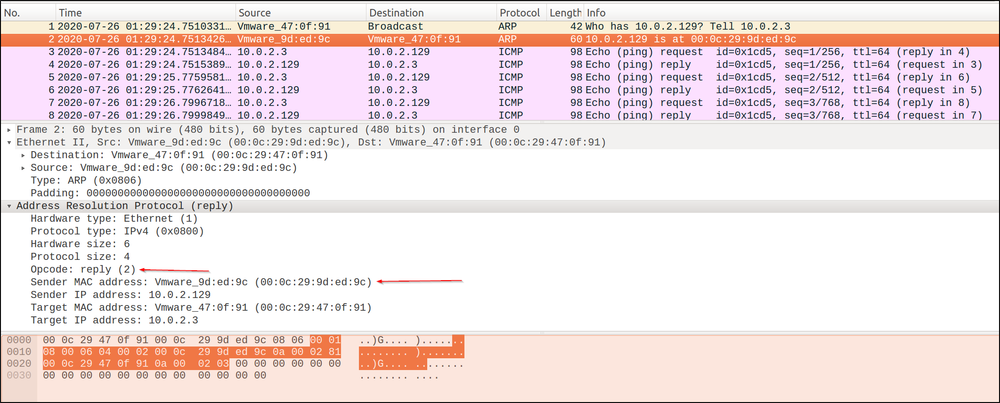 No. Time Source Destination Protocol Length Info
1 2020-07-26 01:29:24.7510331… Vmware_47:0f:91 Broadcast ARP 42 Who has 10.0.2.129? Tell 10.0.2.3
2 2020-07-26 01:29:24.7513426… Vmware_9d:ed:9c Vmware_47:0f:91 ARP 60 10.0.2.129 is at 00:0c:29:9d:ed:9c
3 2020-07-26 01:29:24.7513484… 10.0.2.3 10.0.2.129 ICMP 98 Echo (ping) request id=0x1cd5, seq=1/256, ttl=64 (reply in 4)
4 2020-07-26 01:29:24.7515389… 10.0.2.129 10.0.2.3 ICMP 98 Echo (ping) reply id=0x1cd5, seq=1/256, ttl=64 (request in 3)
5 2020-07-26 01:29:25.7759581… 10.0.2.3 10.0.2.129 ICMP 98 Echo (ping) request id=0x1cd5, seq=2/512, ttl=64 (reply in 6)
6 2020-07-26 01:29:25.7762641… 10.0.2.129 10.0.2.3 ICMP 98 Echo (ping) reply id=0x1cd5, seq=2/512, ttl=64 (request in 5)
7 2020-07-26 01:29:26.7996718… 10.0.2.3 10.0.2.129 ICMP 98 Echo (ping) request id=0x1cd5, seq=3/768, ttl=64 (reply in 8)
8 2020-07-26 01:29:26.7999849… 10.0.2.129 10.0.2.3 ICMP 98 Echo (ping) reply id=0x1cd5, seq=3/768, ttl=64 (request in 7)
Frame 2: 60 bytes on wire (480 bits), 60 bytes captured (480 bits) on interface 0
Ethernet II, Src: Vmware_9d:ed:9c (00:0c:29:9d:ed:9c), Dst: Vmware_47:0f:91 (00:0c:29:47:0f:91)
Destination: Vmware_47:0f:91 (00:0c:29:47:0f:91)
Source: Vmware_9d:ed:9c (00:0c:29:9d:ed:9c)
Type: ARP (0x0806)
Padding: 000000000000000000000000000000000000
Address Resolution Protocol (reply)
Hardware type: Ethernet (1)
Protocol type: IPv4 (0x0800)
Hardware size: 6
Protocol size: 4
Opcode: reply (2)
Sender MAC address: Vmware_9d:ed:9c (00:0c:29:9d:ed:9c)
Sender IP address: 10.0.2.129
Target MAC address: Vmware_47:0f:91 (00:0c:29:47:0f:91)
Target IP address: 10.0.2.3
0000 00 0c 29 47 0f 91 00 0c 29 9d ed 9c 08 06 00 01 ..)G.... ).......
0010 08 00 06 04 00 02 00 0c 29 9d ed 9c 0a 00 02 81 ........ ).......
0020 00 0c 29 47 0f 91 0a 00 02 03 00 00 00 00 00 00 ..)G.... ........
0030 00 00 00 00 00 00 00 00 00 00 00 00 ........ ....